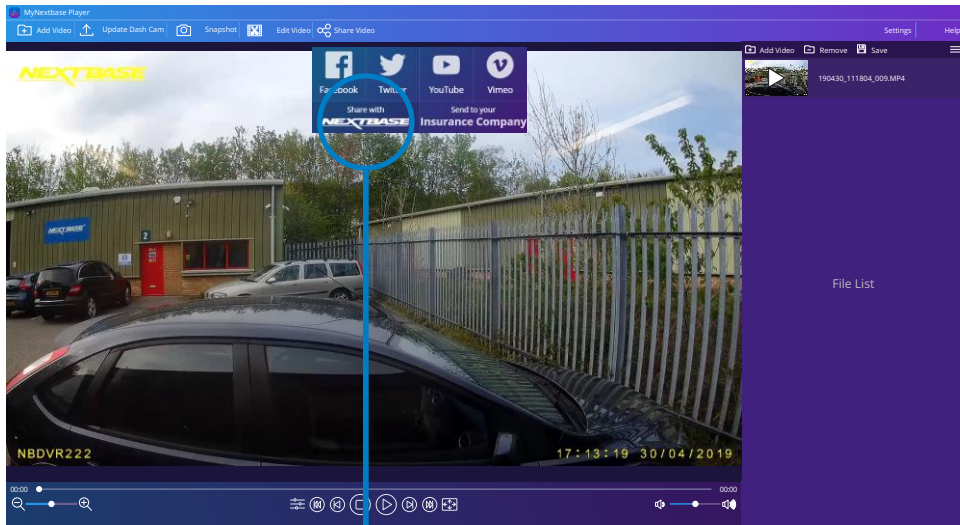 MyNextbase Player
Add Video Update Dash Cam Snapshot Edit Video Share Video Settings Help
Add Video Remove Save
190430_111804_009.MP4
File List
Facebook Twitter YouTube Vimeo
Share with
NEXTBASE
Send to your
Insurance Company
NEXTBASE
NEXTBASE
2
NBDVR222
17:13:19 30/04/2019
00:00
00:00